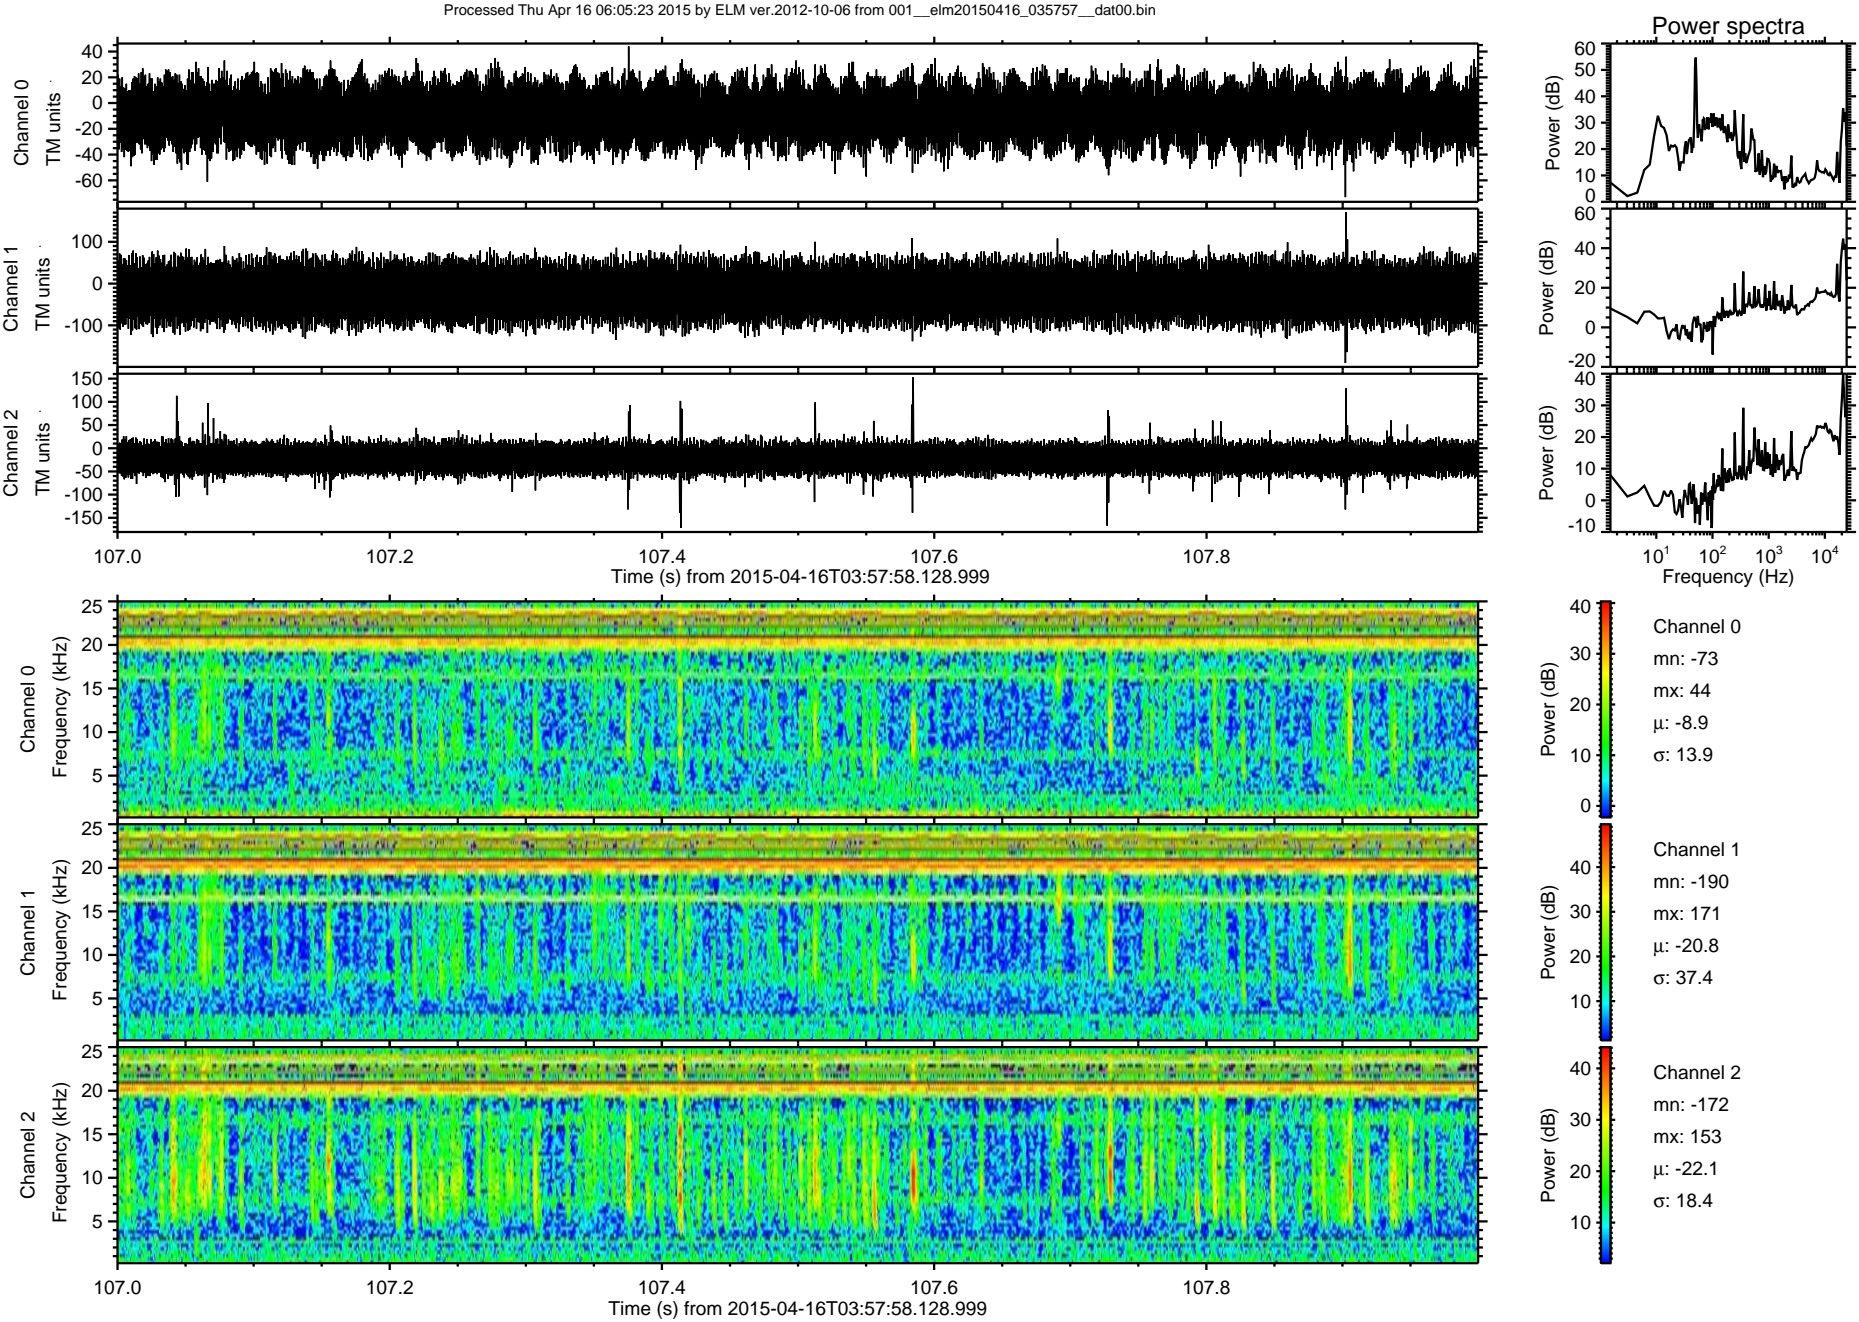 Processed Thu Apr 16 06:05:23 2015 by ELM ver.2012-10-06 from 001__elm20150416_035757__dat00.bin
Power spectra
Channel 0
TM units
40
20
0
-20
-40
-60
Power (dB)
60
50
40
30
20
10
0
Channel 1
TM units
100
0
-100
Power (dB)
60
40
20
0
-20
Channel 2
TM units
150
100
50
0
-50
-100
-150
Power (dB)
40
30
20
10
0
-10
107.0 107.2 107.4 107.6 107.8
Time (s) from 2015-04-16T03:57:58.128.999
10^1 10^2 10^3 10^4
Frequency (Hz)
Channel 0
Frequency (kHz)
25
20
15
10
5
Power (dB)
40
30
20
10
0
Channel 0
mn: -73
mx: 44
μ: -8.9
σ: 13.9
Channel 1
Frequency (kHz)
25
20
15
10
5
Power (dB)
40
30
20
10
Channel 1
mn: -190
mx: 171
μ: -20.8
σ: 37.4
Channel 2
Frequency (kHz)
25
20
15
10
5
Power (dB)
40
30
20
10
Channel 2
mn: -172
mx: 153
μ: -22.1
σ: 18.4
107.0 107.2 107.4 107.6 107.8
Time (s) from 2015-04-16T03:57:58.128.999